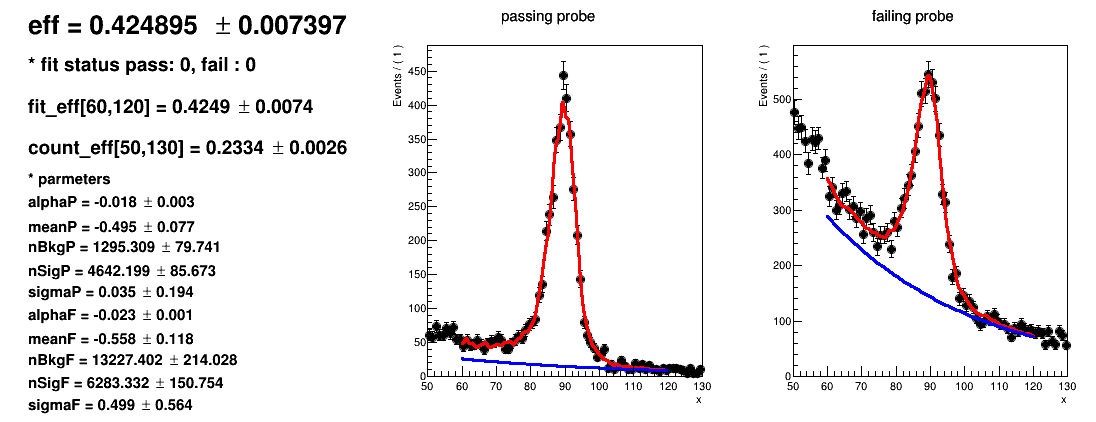 eff = 0.424895 ± 0.007397
* fit status pass: 0, fail : 0
fit_eff[60,120] = 0.4249 ± 0.0074
count_eff[50,130] = 0.2334 ± 0.0026
* parmeters
alphaP = -0.018 ± 0.003
meanP = -0.495 ± 0.077
nBkgP = 1295.309 ± 79.741
nSigP = 4642.199 ± 85.673
sigmaP = 0.035 ± 0.194
alphaF = -0.023 ± 0.001
meanF = -0.558 ± 0.118
nBkgF = 13227.402 ± 214.028
nSigF = 6283.332 ± 150.754
sigmaF = 0.499 ± 0.564
passing probe
Events / ( 1 )
450
400
350
300
250
200
150
100
50
0
50 60 70 80 90 100 110 120 130
x
failing probe
Events / ( 1 )
500
400
300
200
100
0
50 60 70 80 90 100 110 120 130
x